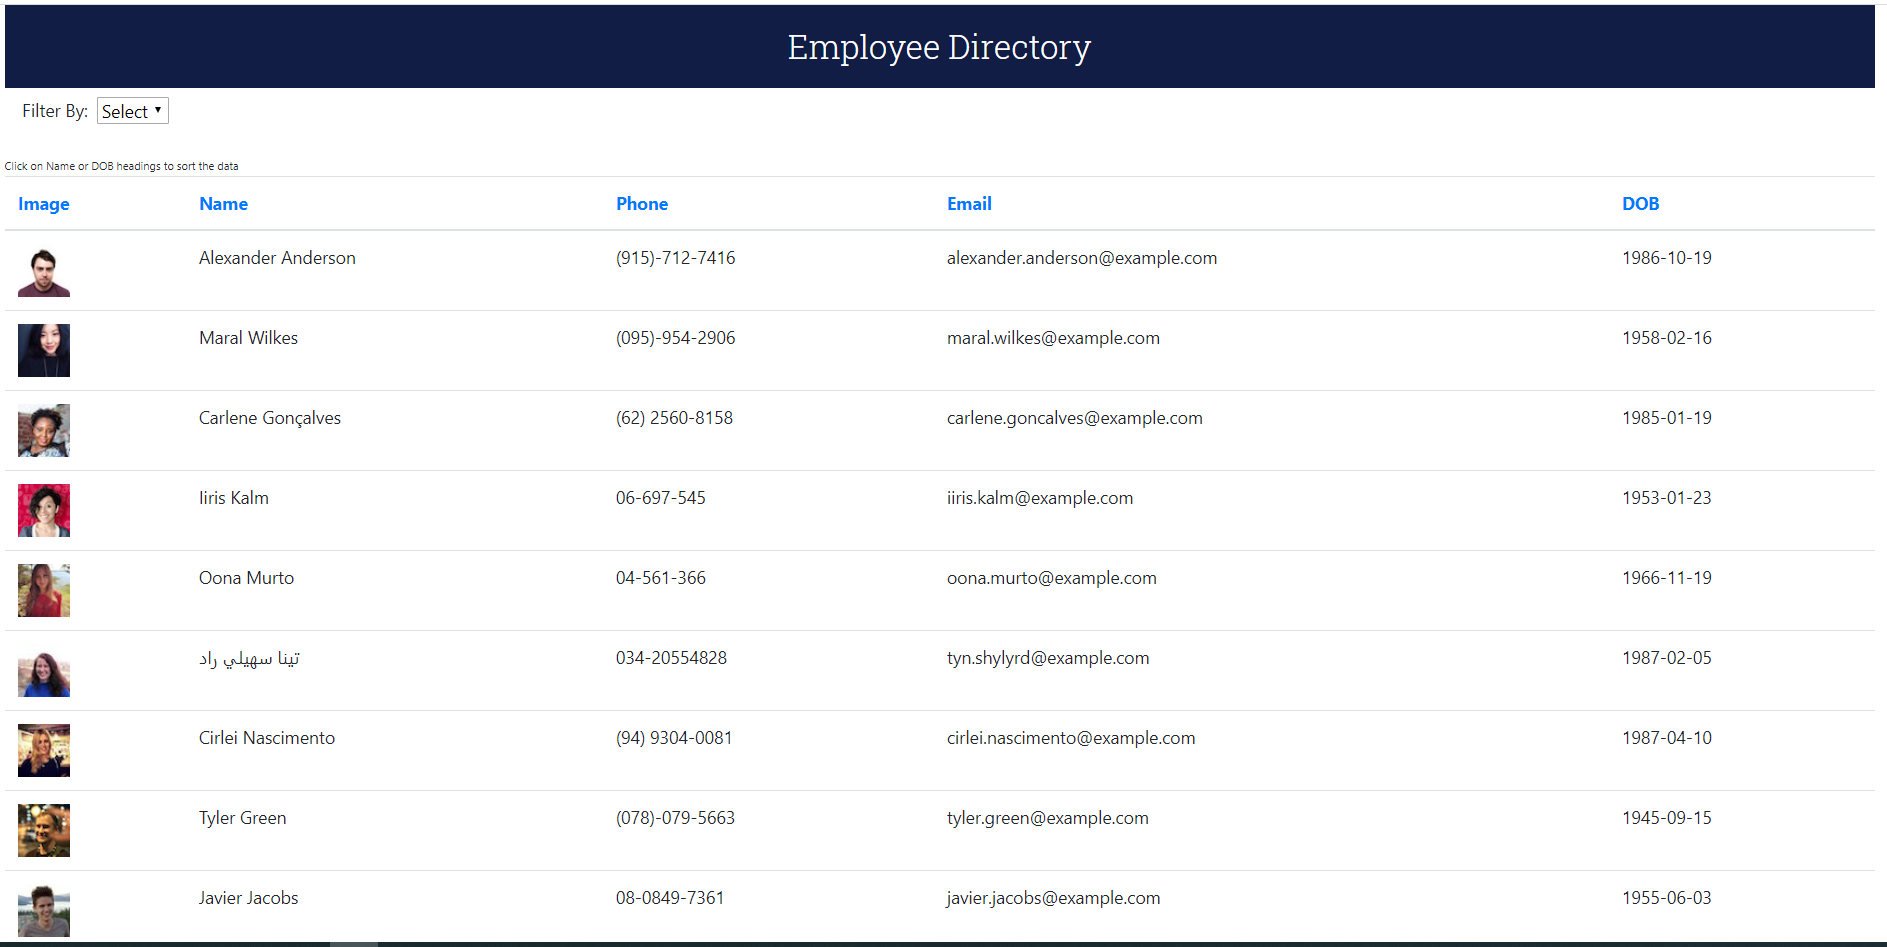 Employee Directory
Filter By: Select
Click on Name or DOB headings to sort the data
Image Name Phone Email DOB
Alexander Anderson (915)-712-7416 alexander.anderson@example.com 1986-10-19
Maral Wilkes (095)-954-2906 maral.wilkes@example.com 1958-02-16
Carlene Gonçalves (62) 2560-8158 carlene.goncalves@example.com 1985-01-19
Iiris Kalm 06-697-545 iiris.kalm@example.com 1953-01-23
Oona Murto 04-561-366 oona.murto@example.com 1966-11-19
تينا سهيلي راد 034-20554828 tyn.shylyrd@example.com 1987-02-05
Cirlei Nascimento (94) 9304-0081 cirlei.nascimento@example.com 1987-04-10
Tyler Green (078)-079-5663 tyler.green@example.com 1945-09-15
Javier Jacobs 08-0849-7361 javier.jacobs@example.com 1955-06-03